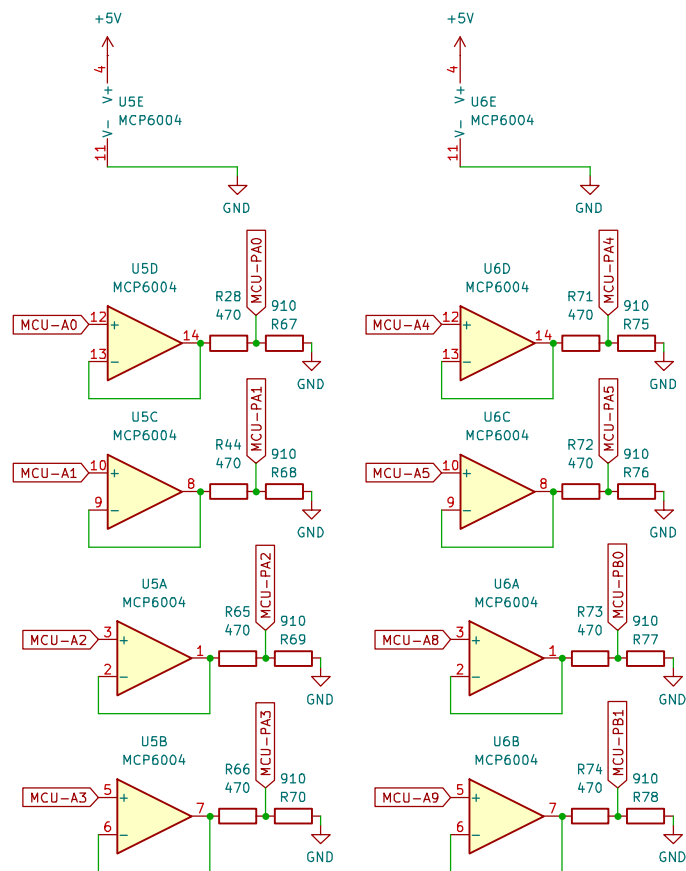 +5V
4
V+
U5E
MCP6004
V-
11
GND
+5V
4
V+
U6E
MCP6004
V-
11
GND
U5D
MCP6004
MCU-A0
12
+
13
-
14
R28
470
MCU-PA0
910
R67
GND
U6D
MCP6004
MCU-A4
12
+
13
-
14
R71
470
MCU-PA4
910
R75
GND
U5C
MCP6004
MCU-A1
10
+
9
-
8
R44
470
MCU-PA1
910
R68
GND
U6C
MCP6004
MCU-A5
10
+
9
-
8
R72
470
MCU-PA5
910
R76
GND
U5A
MCP6004
MCU-A2
3
+
2
-
1
R65
470
MCU-PA2
910
R69
GND
U6A
MCP6004
MCU-A8
3
+
2
-
1
R73
470
MCU-PB0
910
R77
GND
U5B
MCP6004
MCU-A3
5
+
6
-
7
R66
470
MCU-PA3
910
R70
GND
U6B
MCP6004
MCU-A9
5
+
6
-
7
R74
470
MCU-PB1
910
R78
GND